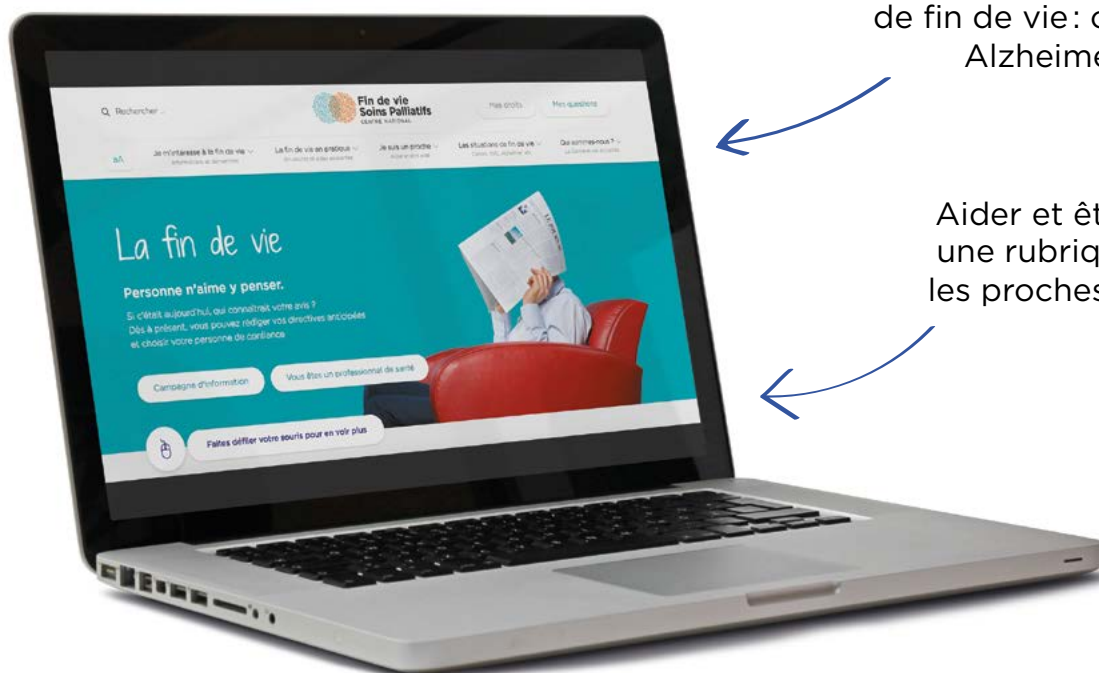 de fin de vie: c
Alzheime
Aider et êt
une rubriq
les proches
Rechercher ...
Fin de vie
Soins Palliatifs
CENTRE NATIONAL
Mes droits
Mes questions
aA
Je m'intéresse à la fin de vie
La fin de vie en pratique
Je suis un proche
Les situations de fin de vie
Qui sommes-nous ?
La fin de vie
Personne n'aime y penser.
Si c'était aujourd'hui, qui connaîtrait votre avis ?
Dès à présent, vous pouvez rédiger vos directives anticipées
et choisir votre personne de confiance
Campagne d'information
Vous êtes un professionnel de santé
Faites défiler votre souris pour en voir plus